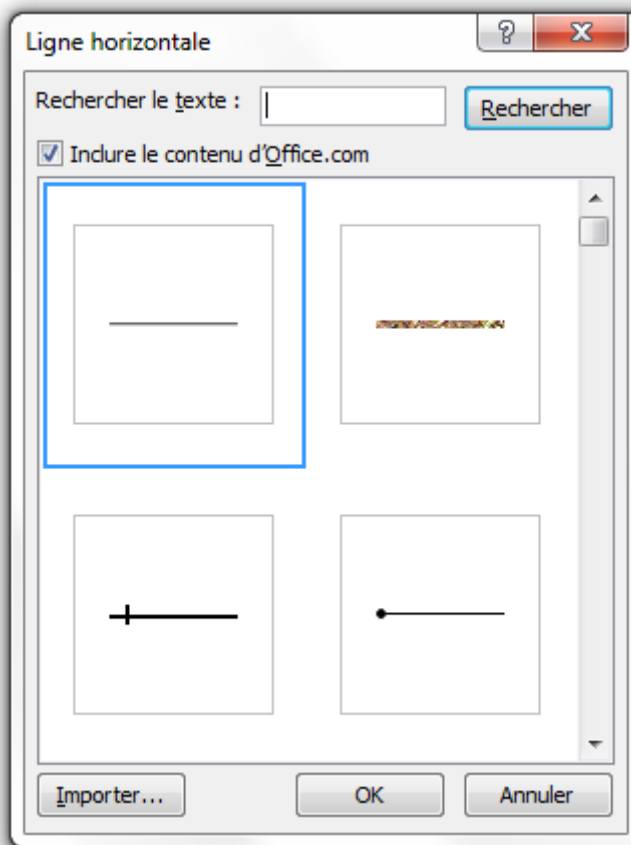 Ligne horizontale
Rechercher le texte :
Rechercher
Inclure le contenu d'Office.com
Importer...
OK
Annuler